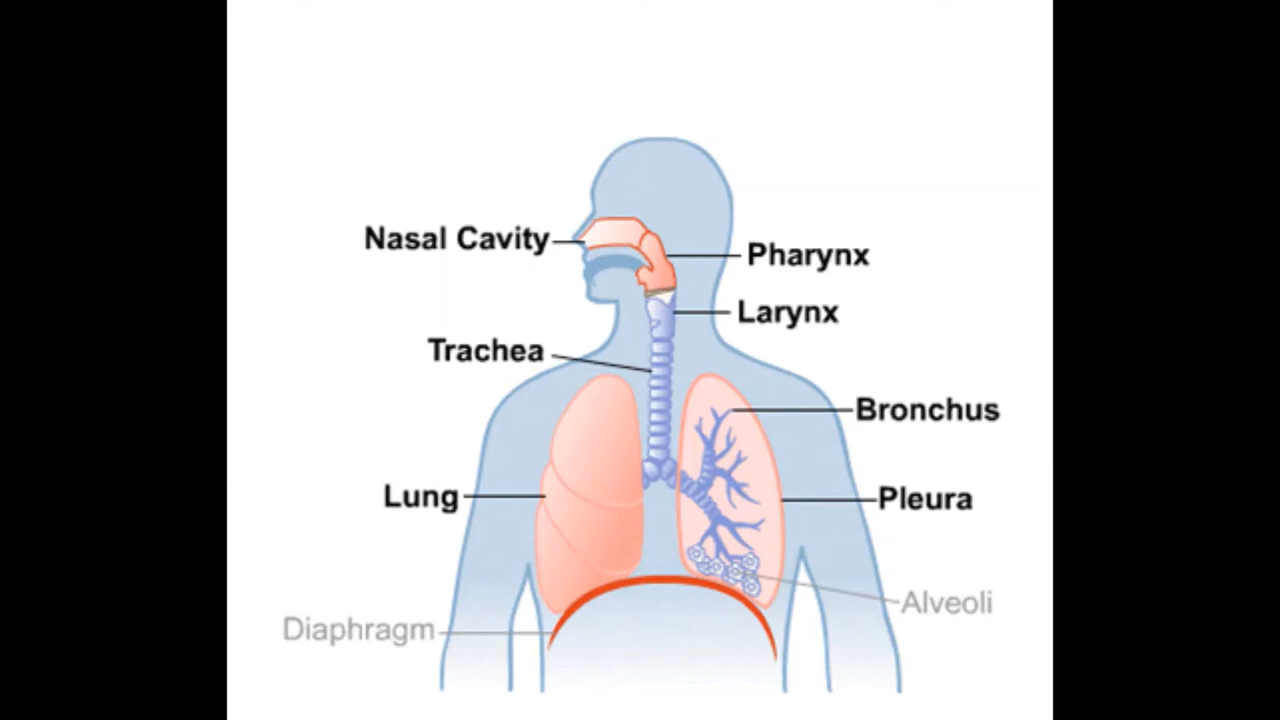 Nasal Cavity
Pharynx
Larynx
Trachea
Bronchus
Lung
Pleura
Alveoli
Diaphragm